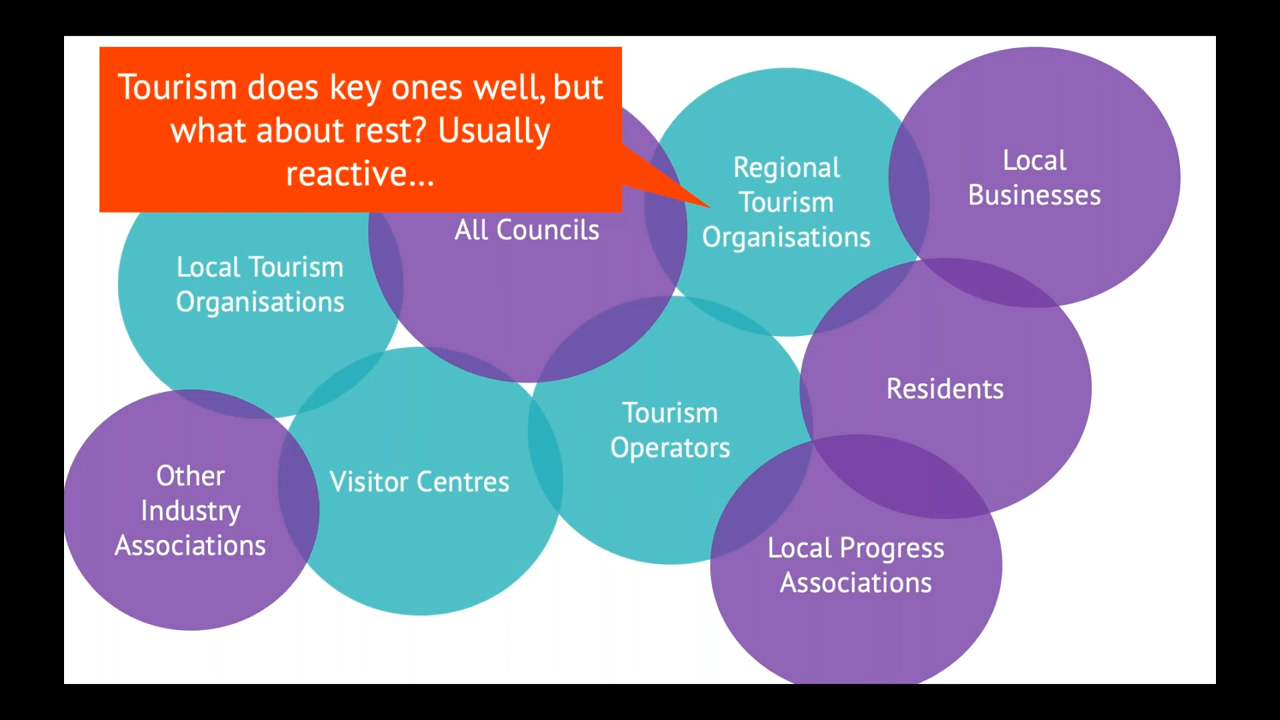 Tourism does key ones well, but
what about rest? Usually
reactive...
All Councils
Regional
Tourism
Organisations
Local
Businesses
Local Tourism
Organisations
Residents
Tourism
Operators
Visitor Centres
Other
Industry
Associations
Local Progress
Associations